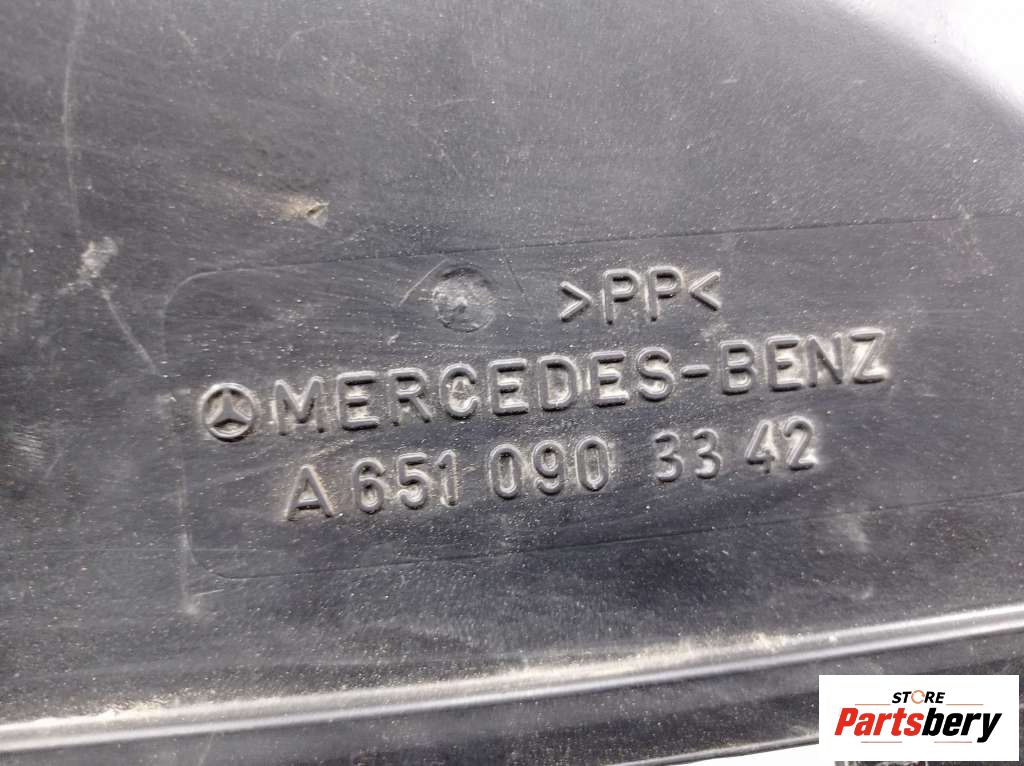 >PP<
MERCEDES-BENZ
A 651 090 33 42
STORE
Partsbery